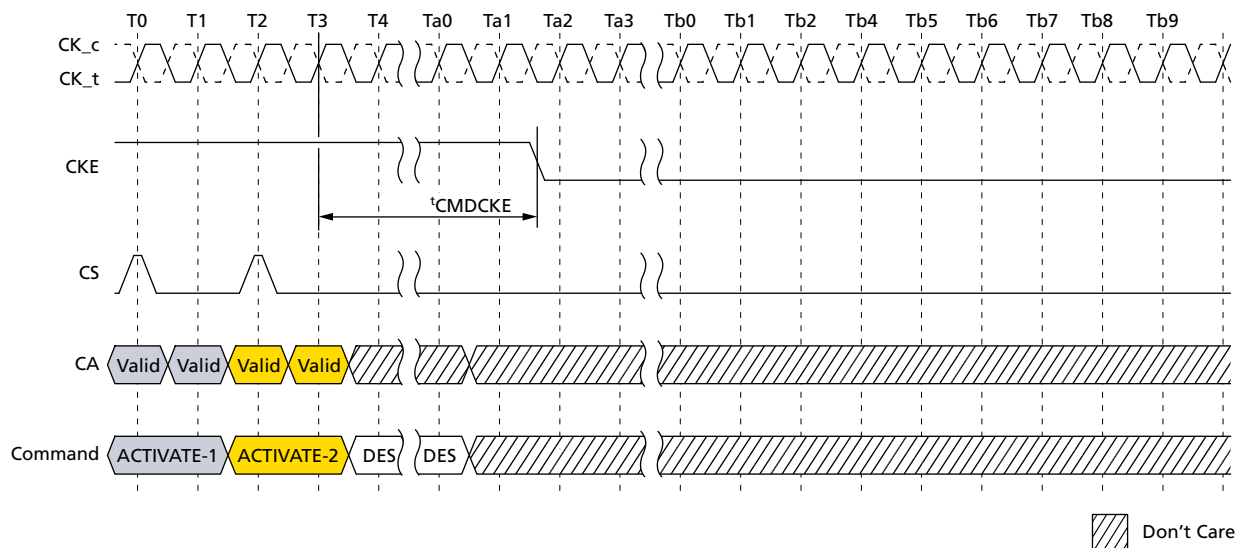 T0 T1 T2 T3 T4 Ta0 Ta1 Ta2 Ta3 Tb0 Tb1 Tb2 Tb4 Tb5 Tb6 Tb7 Tb8 Tb9
CK_c
CK_t
CKE
tCMDCKE
CS
CA Valid Valid Valid Valid
Command ACTIVATE-1 ACTIVATE-2 DES DES
Don't Care